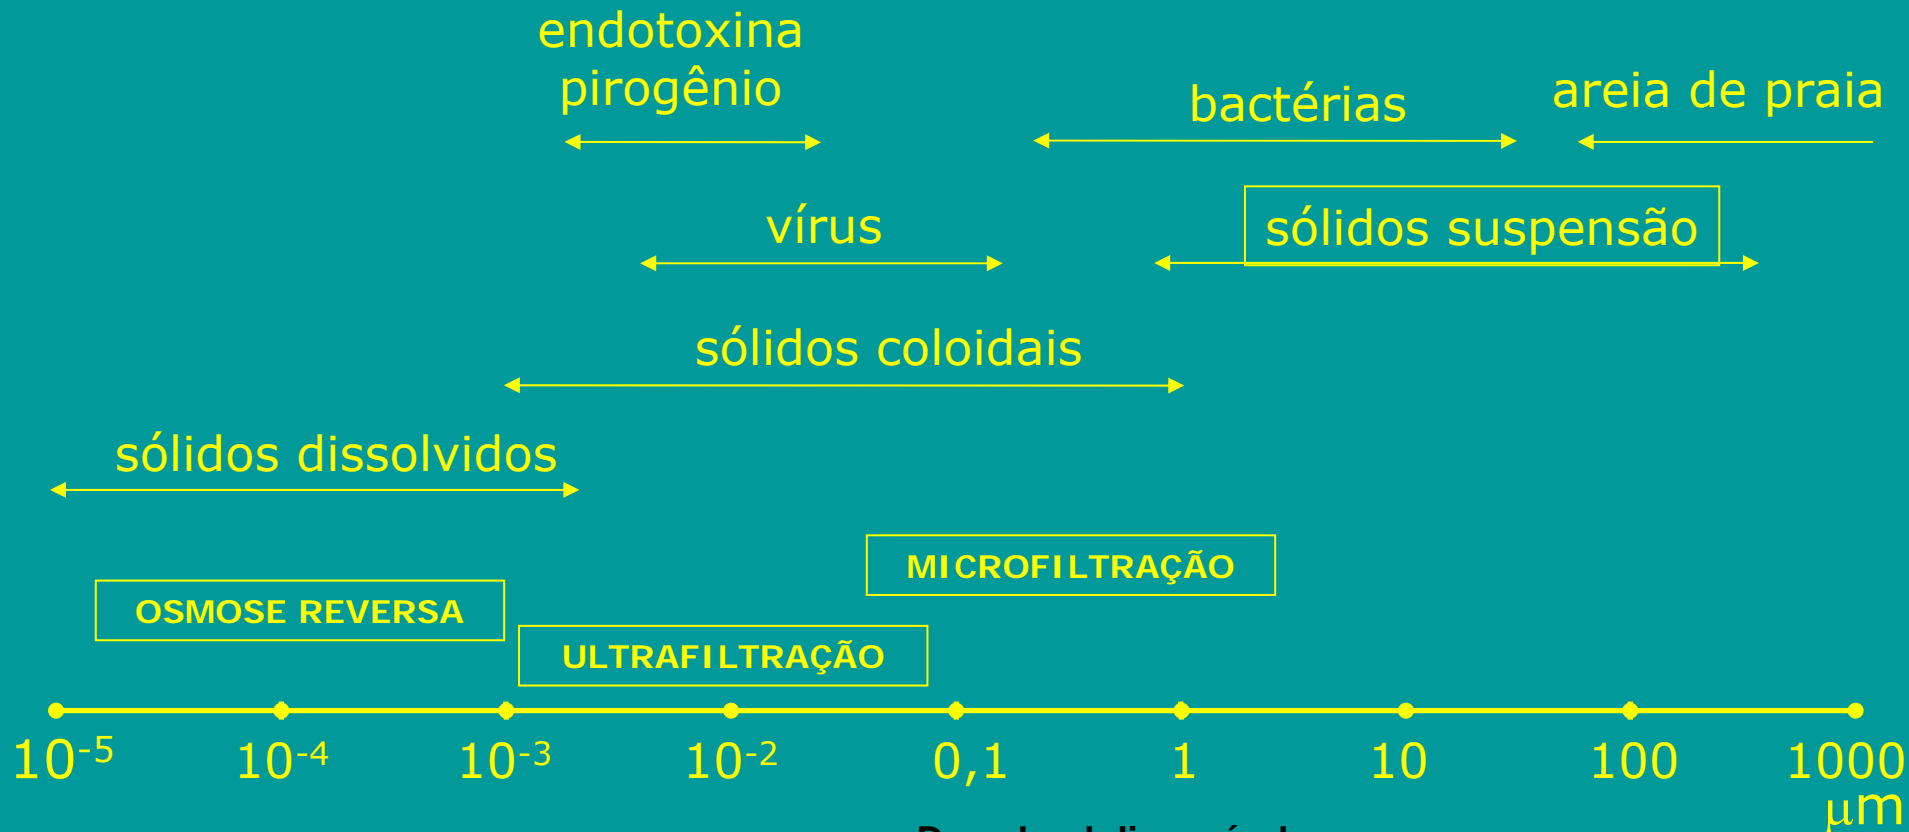 endotoxina
pirogênio
bactérias
areia de praia
vírus
sólidos suspensão
sólidos coloidais
sólidos dissolvidos
MICROFILTRAÇÃO
OSMOSE REVERSA
ULTRAFILTRAÇÃO
10⁻⁵ 10⁻⁴ 10⁻³ 10⁻² 0,1 1 10 100 1000
μm